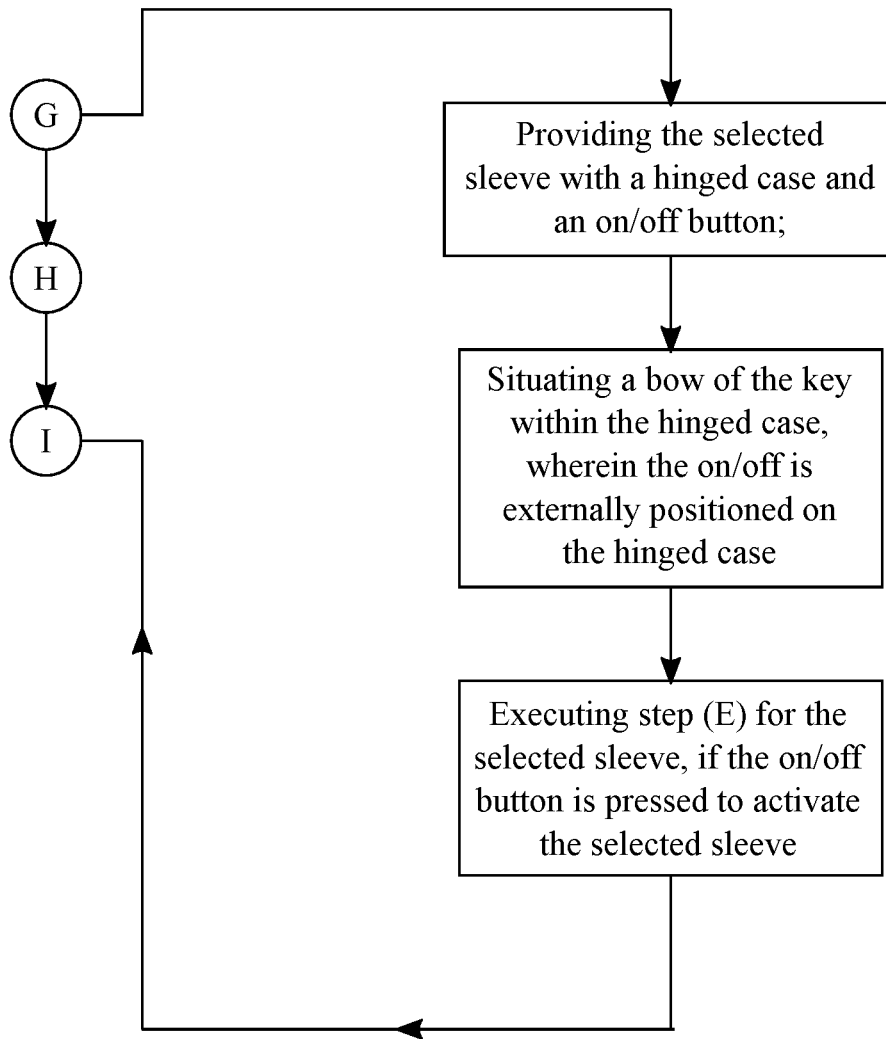 G
H
I
Providing the selected
sleeve with a hinged case and
an on/off button;
Situating a bow of the key
within the hinged case,
wherein the on/off is
externally positioned on
the hinged case
Executing step (E) for the
selected sleeve, if the on/off
button is pressed to activate
the selected sleeve